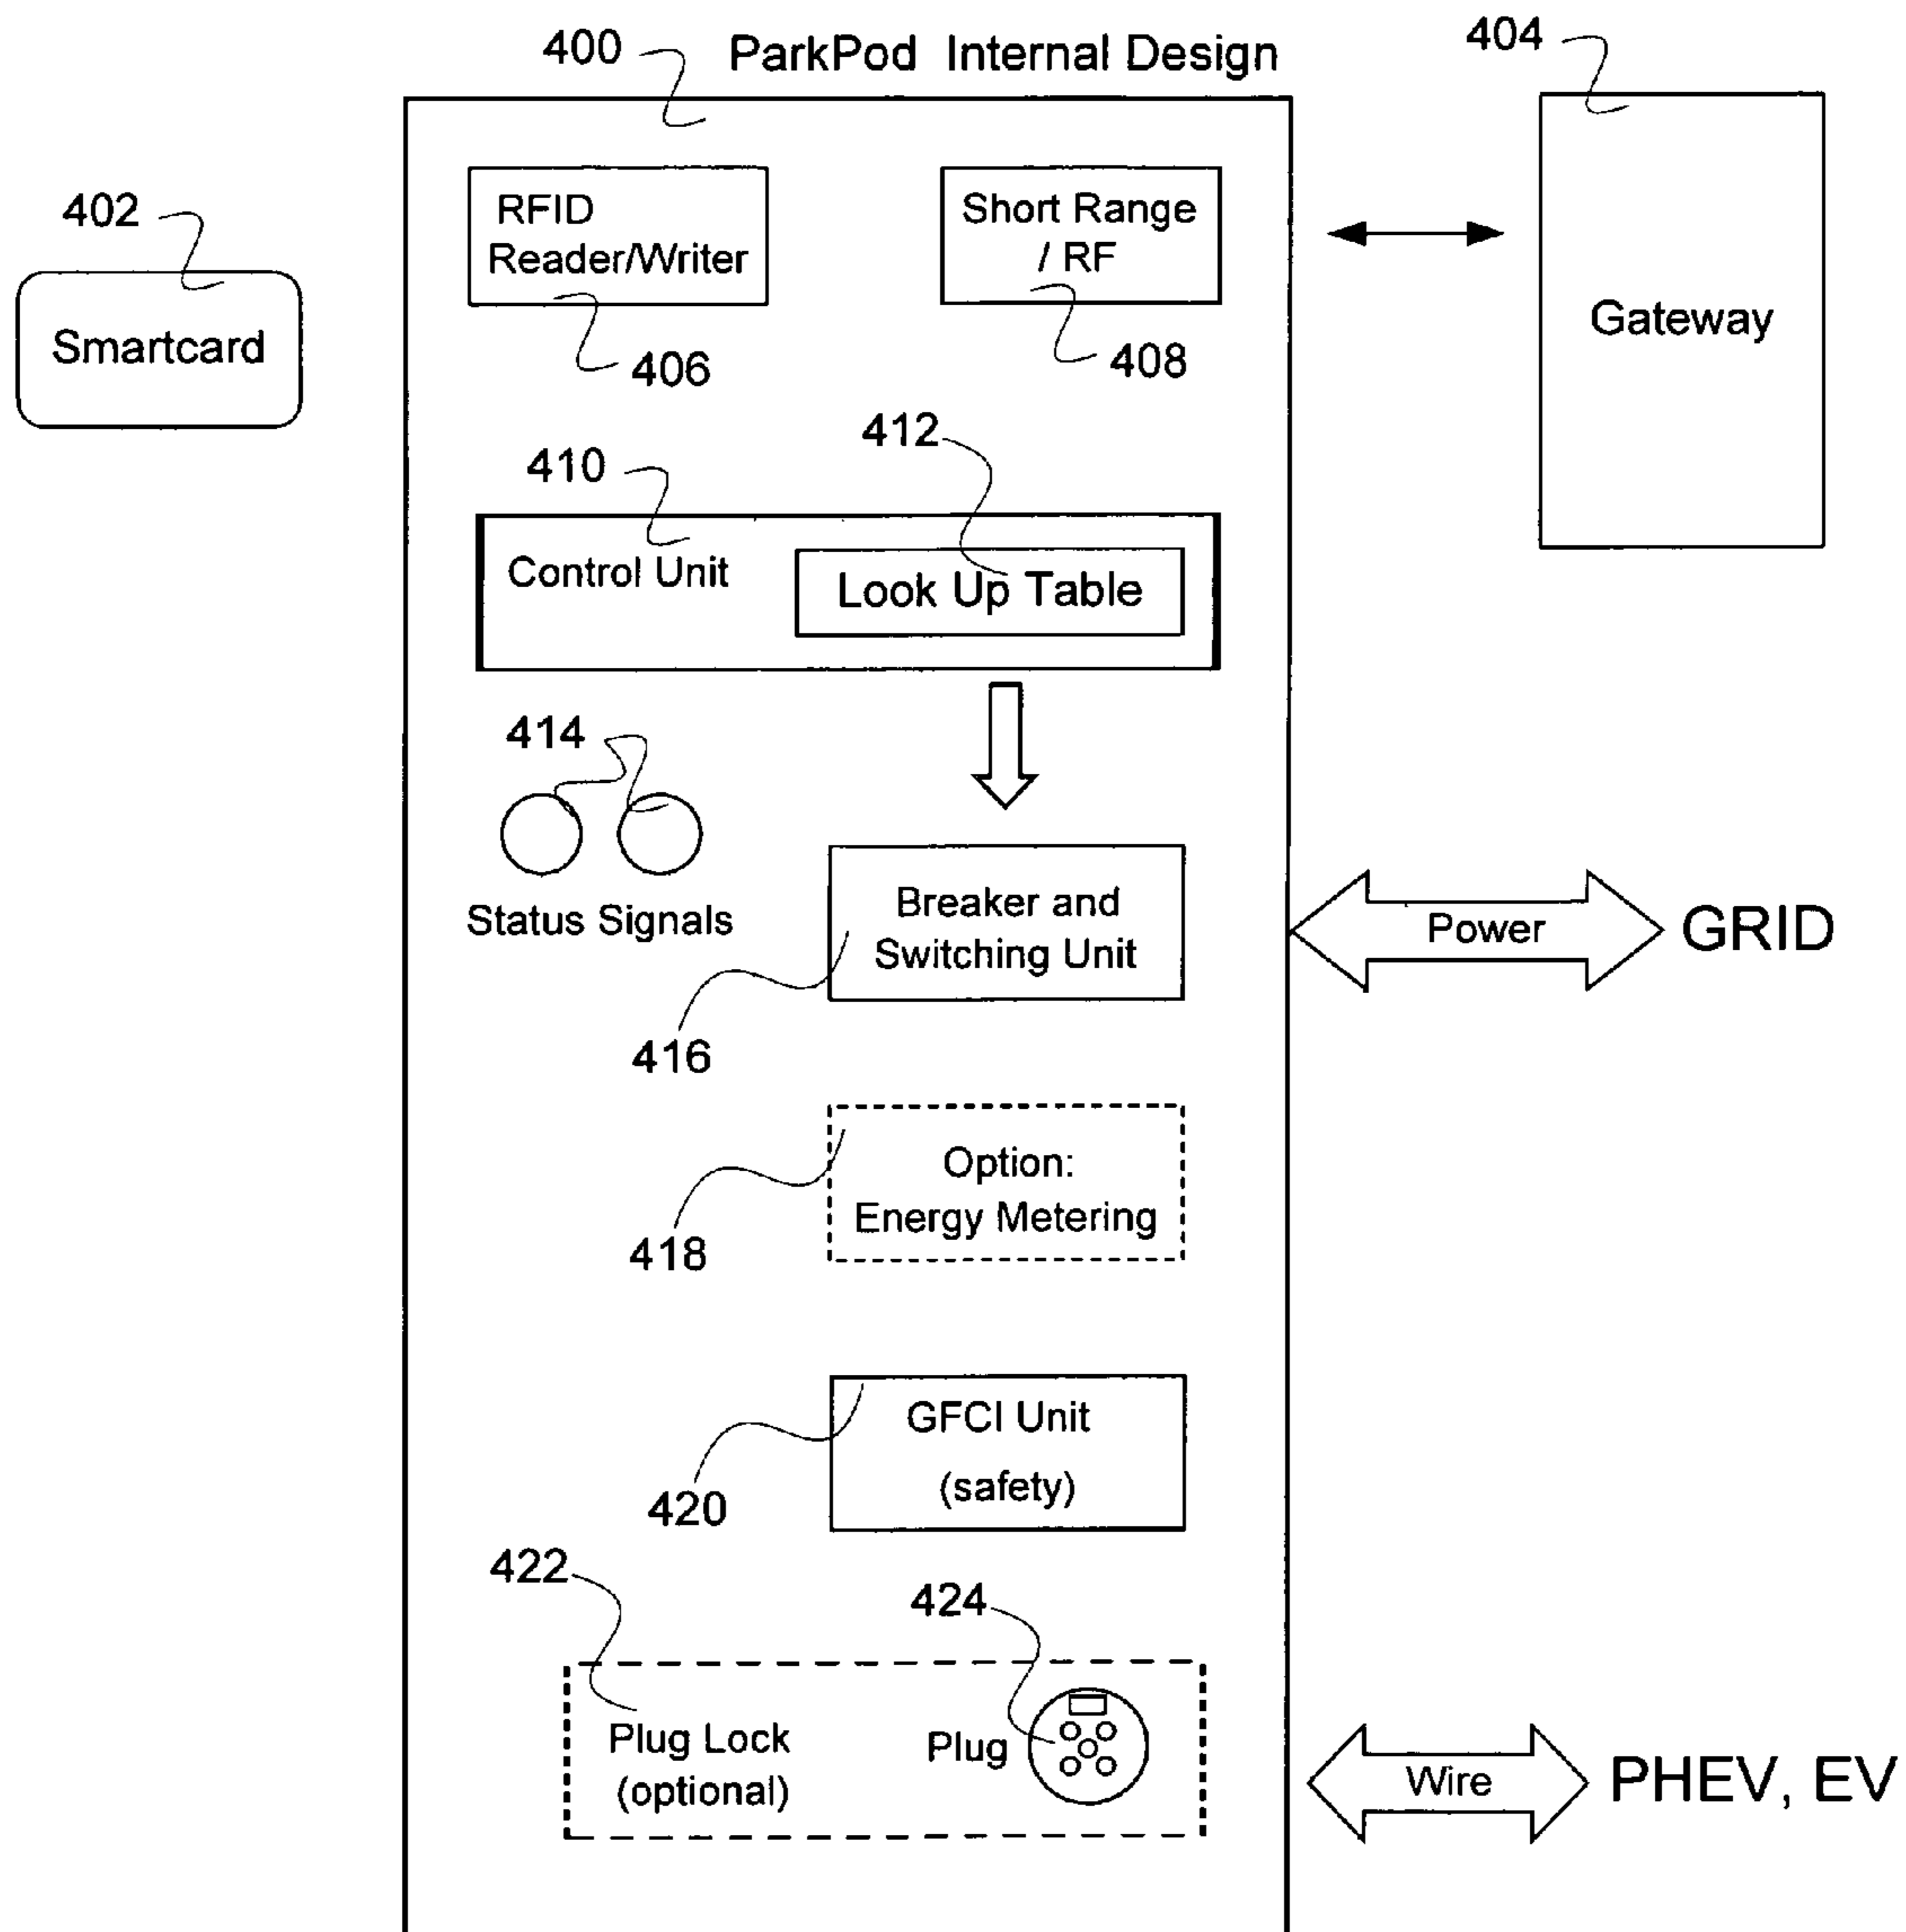 400
ParkPod Internal Design
404
402
RFID
Reader/Writer
Short Range
/ RF
Smartcard
Gateway
406
408
412
410
Control Unit
Look Up Table
414
Status Signals
Breaker and
Switching Unit
Power
GRID
416
Option:
Energy Metering
418
GFCI Unit
(safety)
420
422
424
Plug Lock
(optional)
Plug
Wire
PHEV, EV